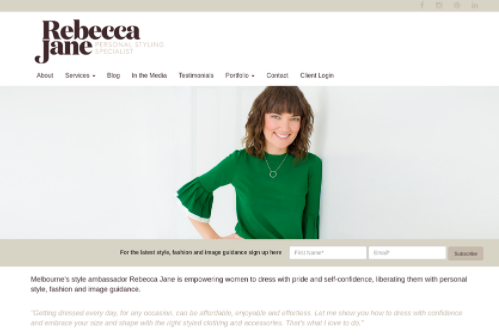 Rebecca
Jane PERSONAL STYLING
SPECIALIST
About Services Blog In the Media Testimonials Portfolio Contact Client Login
For the latest style, fashion and image guidance sign up here First Name* Email* Subscribe
Melbourne's style ambassador Rebecca Jane is empowering women to dress with pride and self-confidence, liberating them with personal
style, fashion and image guidance.
"Getting dressed every day, for any occasion, can be affordable, enjoyable and effortless. Let me show you how to dress with confidence
and embrace your size and shape with the right styled clothing and accessories. That's what I love to do."